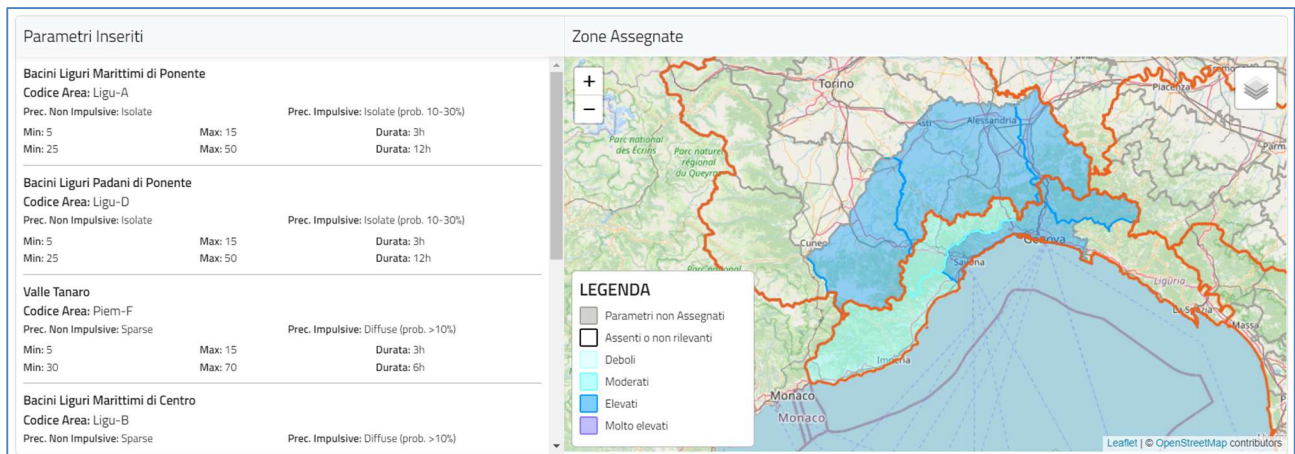 Parametri Inseriti
Bacini Liguri Marittimi di Ponente
Codice Area: Ligu-A
Prec. Non Impulsive: Isolate Prec. Impulsive: Isolate (prob. 10-30%)
Min: 5 Max: 15 Durata: 3h
Min: 25 Max: 50 Durata: 12h
Bacini Liguri Padani di Ponente
Codice Area: Ligu-D
Prec. Non Impulsive: Isolate Prec. Impulsive: Isolate (prob. 10-30%)
Min: 5 Max: 15 Durata: 3h
Min: 25 Max: 50 Durata: 12h
Valle Tanaro
Codice Area: Piem-F
Prec. Non Impulsive: Sparse Prec. Impulsive: Diffuse (prob. >10%)
Min: 5 Max: 15 Durata: 3h
Min: 30 Max: 70 Durata: 6h
Bacini Liguri Marittimi di Centro
Codice Area: Ligu-B
Prec. Non Impulsive: Sparse Prec. Impulsive: Diffuse (prob. >10%)
Zone Assegnate
+
−
Torino
Piacenza
Asti
Alessandria
Parc national
des Écrins
Parc naturel
régional
du Queyras
Parm
Cuneo
Genova
Savona
Liguria
La Spezia
Massa
Parc national
Imperia
Monaco
Monaco
LEGENDA
Parametri non Assegnati
Assenti o non rilevanti
Deboli
Moderati
Elevati
Molto elevati
Leaflet | © OpenStreetMap contributors